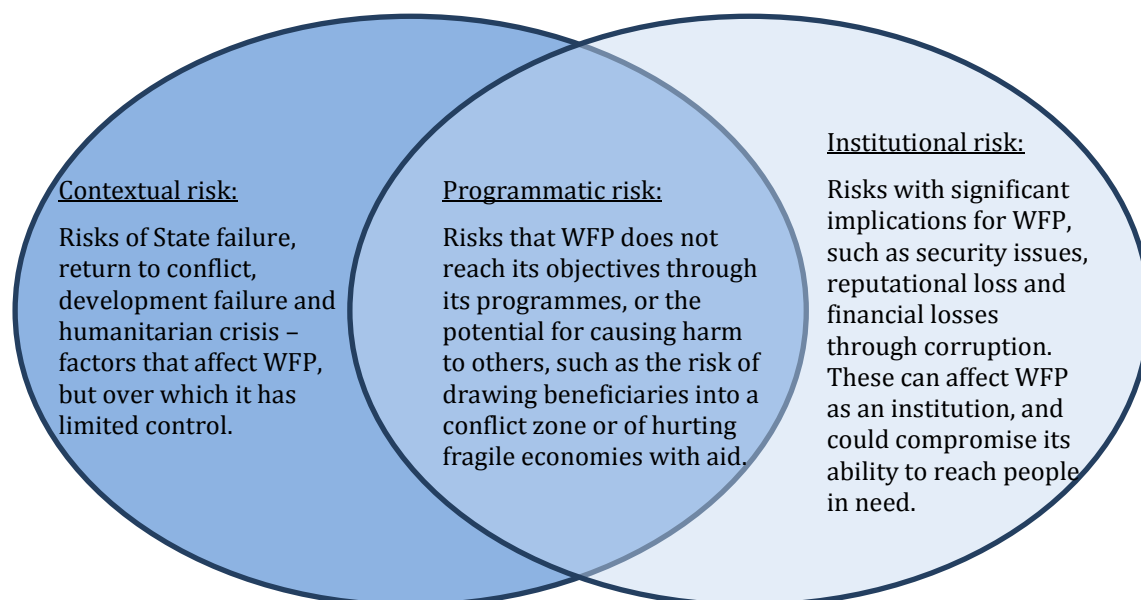 Contextual risk:
Risks of State failure,
return to conflict,
development failure and
humanitarian crisis –
factors that affect WFP,
but over which it has
limited control.
Programmatic risk:
Risks that WFP does not
reach its objectives through
its programmes, or the
potential for causing harm
to others, such as the risk of
drawing beneficiaries into a
conflict zone or of hurting
fragile economies with aid.
Institutional risk:
Risks with significant
implications for WFP,
such as security issues,
reputational loss and
financial losses
through corruption.
These can affect WFP
as an institution, and
could compromise its
ability to reach people
in need.